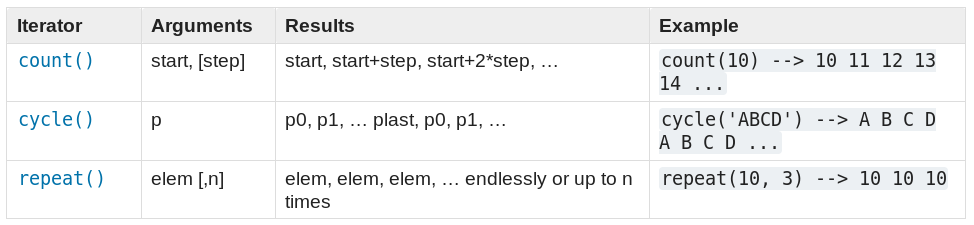 Iterator Arguments Results Example
count() start, [step] start, start+step, start+2*step, … count(10) --> 10 11 12 13
14 ...
cycle() p p0, p1, … plast, p0, p1, … cycle('ABCD') --> A B C D
A B C D ...
repeat() elem [,n] elem, elem, elem, … endlessly or up to n repeat(10, 3) --> 10 10 10
times